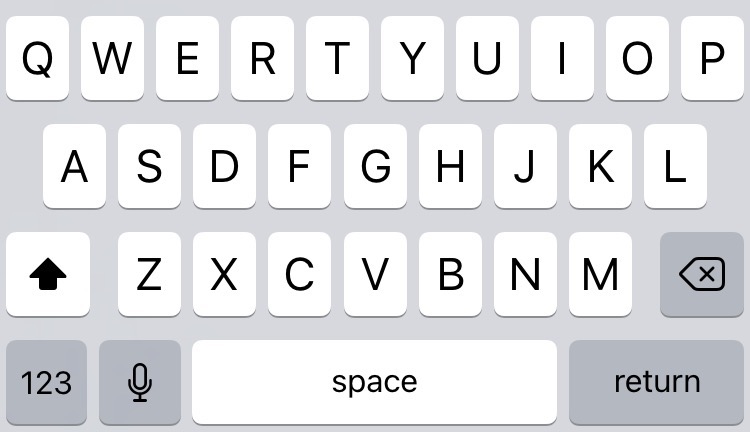 Q W E R T Y U I O P
A S D F G H J K L
Z X C V B N M
123 space return